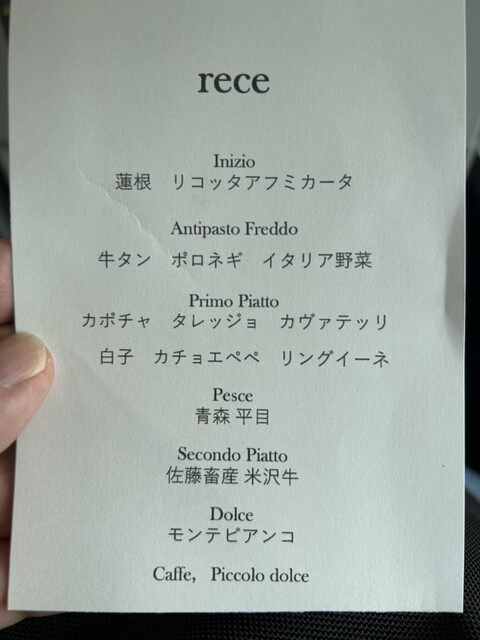 rece
Inizio
蓮根　リコッタアフミカータ
Antipasto Freddo
牛タン　ポロネギ　イタリア野菜
Primo Piatto
カボチャ　タレッジョ　カヴァテッリ
白子　カチョエペペ　リングイーネ
Pesce
青森 平目
Secondo Piatto
佐藤畜産 米沢牛
Dolce
モンテビアンコ
Caffe,　Piccolo dolce